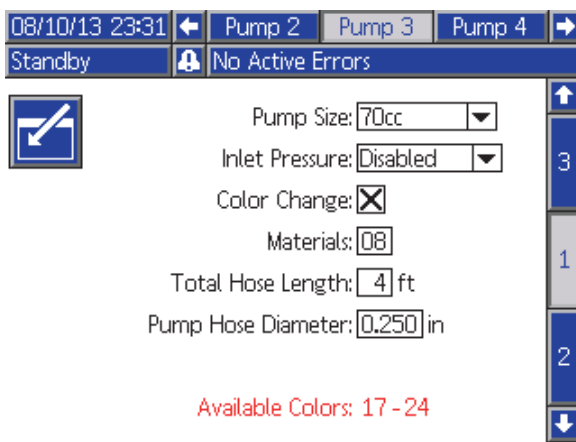 08/10/13 23:31 Pump 2 Pump 3 Pump 4
Standby No Active Errors
Pump Size: 70cc
Inlet Pressure: Disabled
3
Color Change: X
Materials: 08
1
Total Hose Length: 4 ft
Pump Hose Diameter: 0.250 in
2
Available Colors: 17 - 24